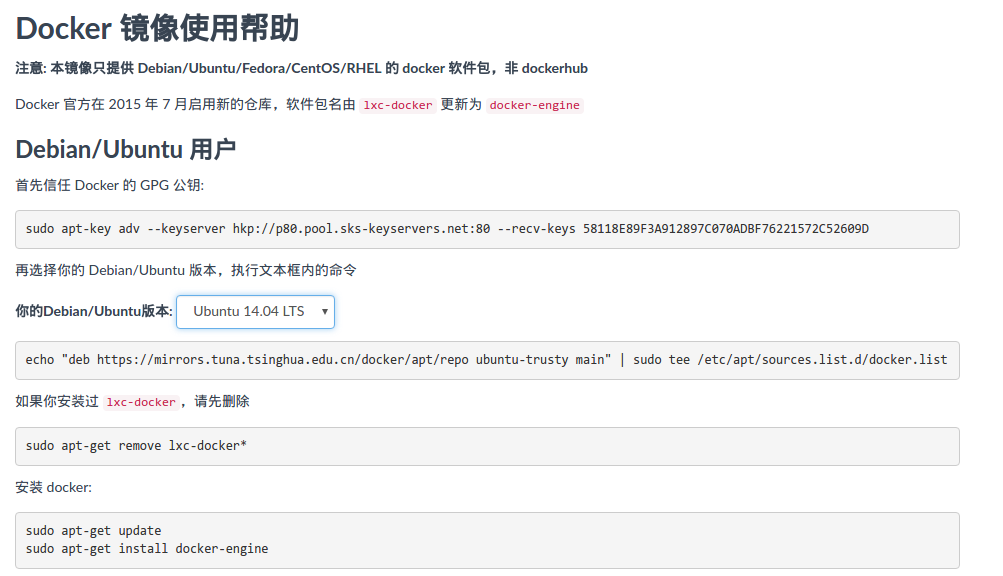 Docker 镜像使用帮助
注意: 本镜像只提供 Debian/Ubuntu/Fedora/CentOS/RHEL 的 docker 软件包，非 dockerhub
Docker 官方在 2015 年 7 月启用新的仓库，软件包名由 lxc-docker 更新为 docker-engine
Debian/Ubuntu 用户
首先信任 Docker 的 GPG 公钥:
sudo apt-key adv --keyserver hkp://p80.pool.sks-keyservers.net:80 --recv-keys 58118E89F3A912897C070ADBF76221572C52609D
再选择你的 Debian/Ubuntu 版本，执行文本框内的命令
你的Debian/Ubuntu版本: Ubuntu 14.04 LTS
echo "deb https://mirrors.tuna.tsinghua.edu.cn/docker/apt/repo ubuntu-trusty main" | sudo tee /etc/apt/sources.list.d/docker.list
如果你安装过 lxc-docker，请先删除
sudo apt-get remove lxc-docker*
安装 docker:
sudo apt-get update
sudo apt-get install docker-engine